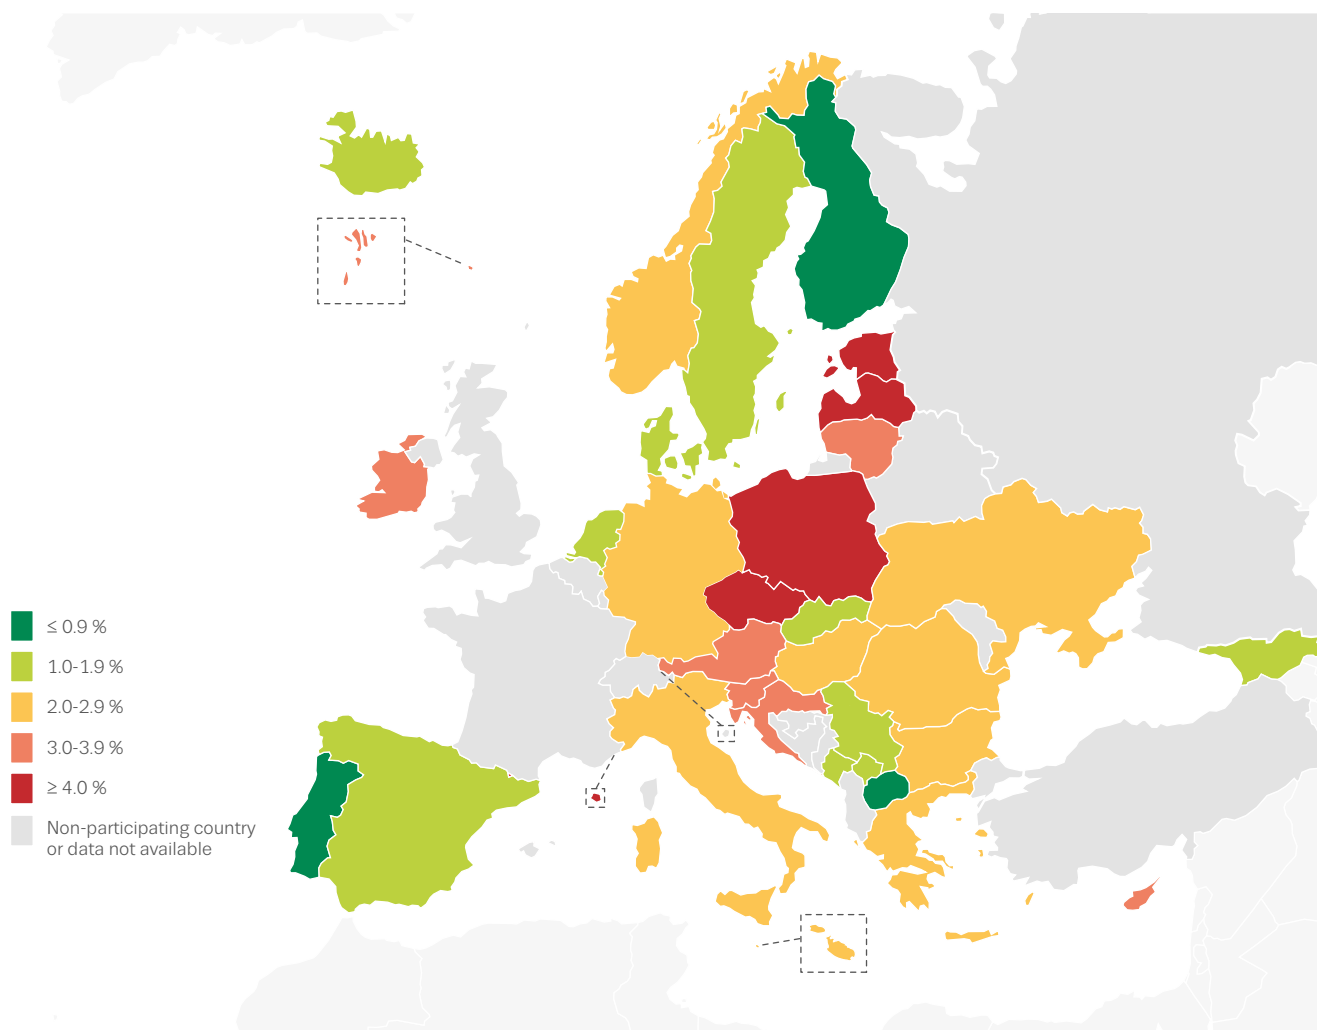 ≤ 0.9 %
1.0-1.9 %
2.0-2.9 %
3.0-3.9 %
≥ 4.0 %
Non-participating country
or data not available